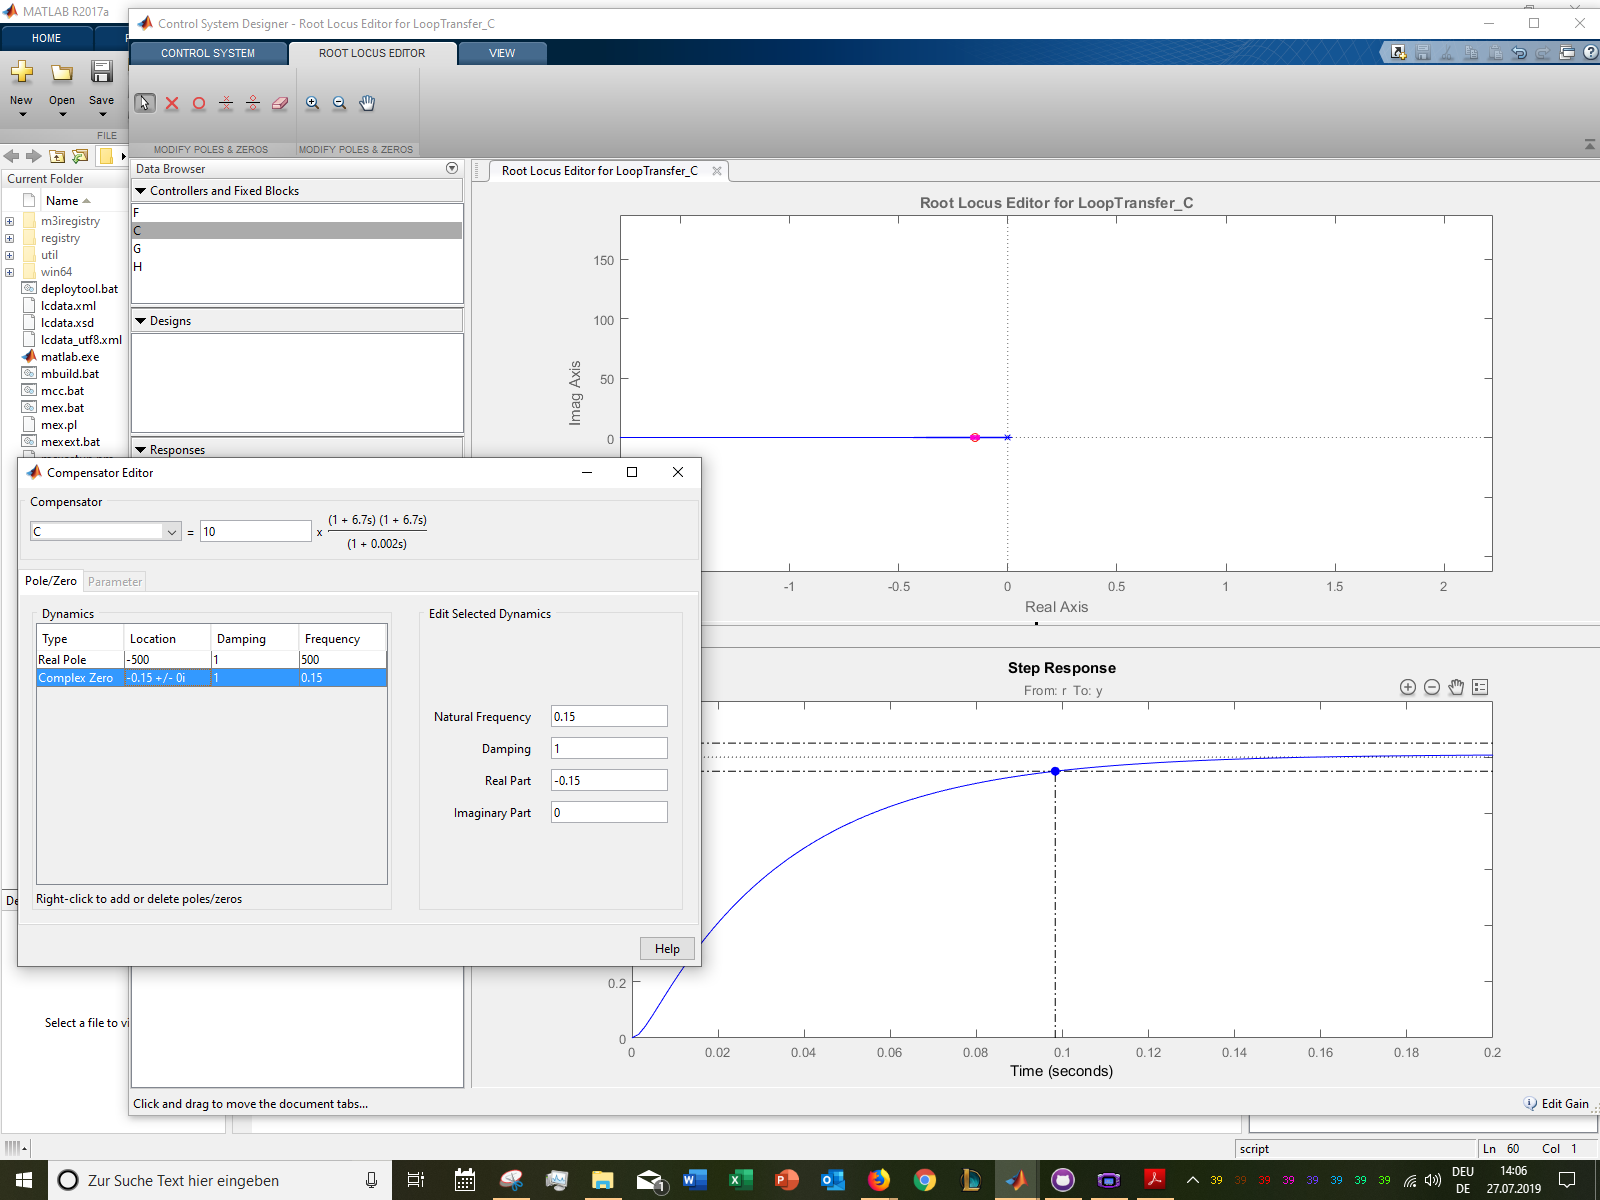 MATLAB R2017a
HOME
New
Open
Save
FILE
Current Folder
Name
m3iregistry
registry
util
win64
deploytool.bat
lcdata.xml
lcdata.xsd
lcdata_utf8.xml
matlab.exe
mbuild.bat
mcc.bat
mex.bat
mex.pl
mexext.bat
Select a file to vi
Control System Designer - Root Locus Editor for LoopTransfer_C
CONTROL SYSTEM
ROOT LOCUS EDITOR
VIEW
MODIFY POLES & ZEROS
MODIFY POLES & ZEROS
Data Browser
Controllers and Fixed Blocks
F
C
G
H
Designs
Responses
Root Locus Editor for LoopTransfer_C
Root Locus Editor for LoopTransfer_C
150
100
50
0
Imag Axis
-1
-0.5
0
0.5
1
1.5
2
Real Axis
Step Response
From: r To: y
0.2
0
0
0.02
0.04
0.06
0.08
0.1
0.12
0.14
0.16
0.18
0.2
Time (seconds)
Compensator Editor
Compensator
C
=
10
x
(1 + 6.7s) (1 + 6.7s)
(1 + 0.002s)
Pole/Zero
Parameter
Dynamics
Type Location Damping Frequency
Real Pole -500 1 500
Complex Zero -0.15 +/- 0i 1 0.15
Right-click to add or delete poles/zeros
Edit Selected Dynamics
Natural Frequency 0.15
Damping 1
Real Part -0.15
Imaginary Part 0
Help
De
Click and drag to move the document tabs...
Edit Gain
script
Ln 60 Col 1
Zur Suche Text hier eingeben
1
39 39 39 39 39 39 39 39
DEU
DE
14:06
27.07.2019